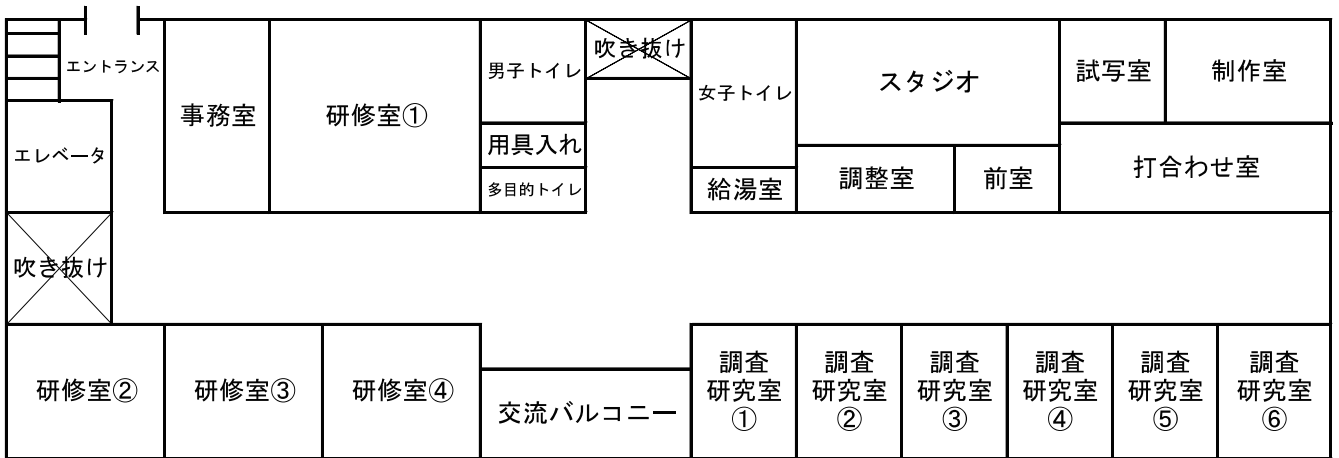 エントランス
事務室
研修室①
男子トイレ
吹き抜け
女子トイレ
スタジオ
試写室
制作室
エレベータ
用具入れ
多目的トイレ
給湯室
調整室
前室
打合わせ室
吹き抜け
研修室②
研修室③
研修室④
交流バルコニー
調査
研究室
①
調査
研究室
②
調査
研究室
③
調査
研究室
④
調査
研究室
⑤
調査
研究室
⑥